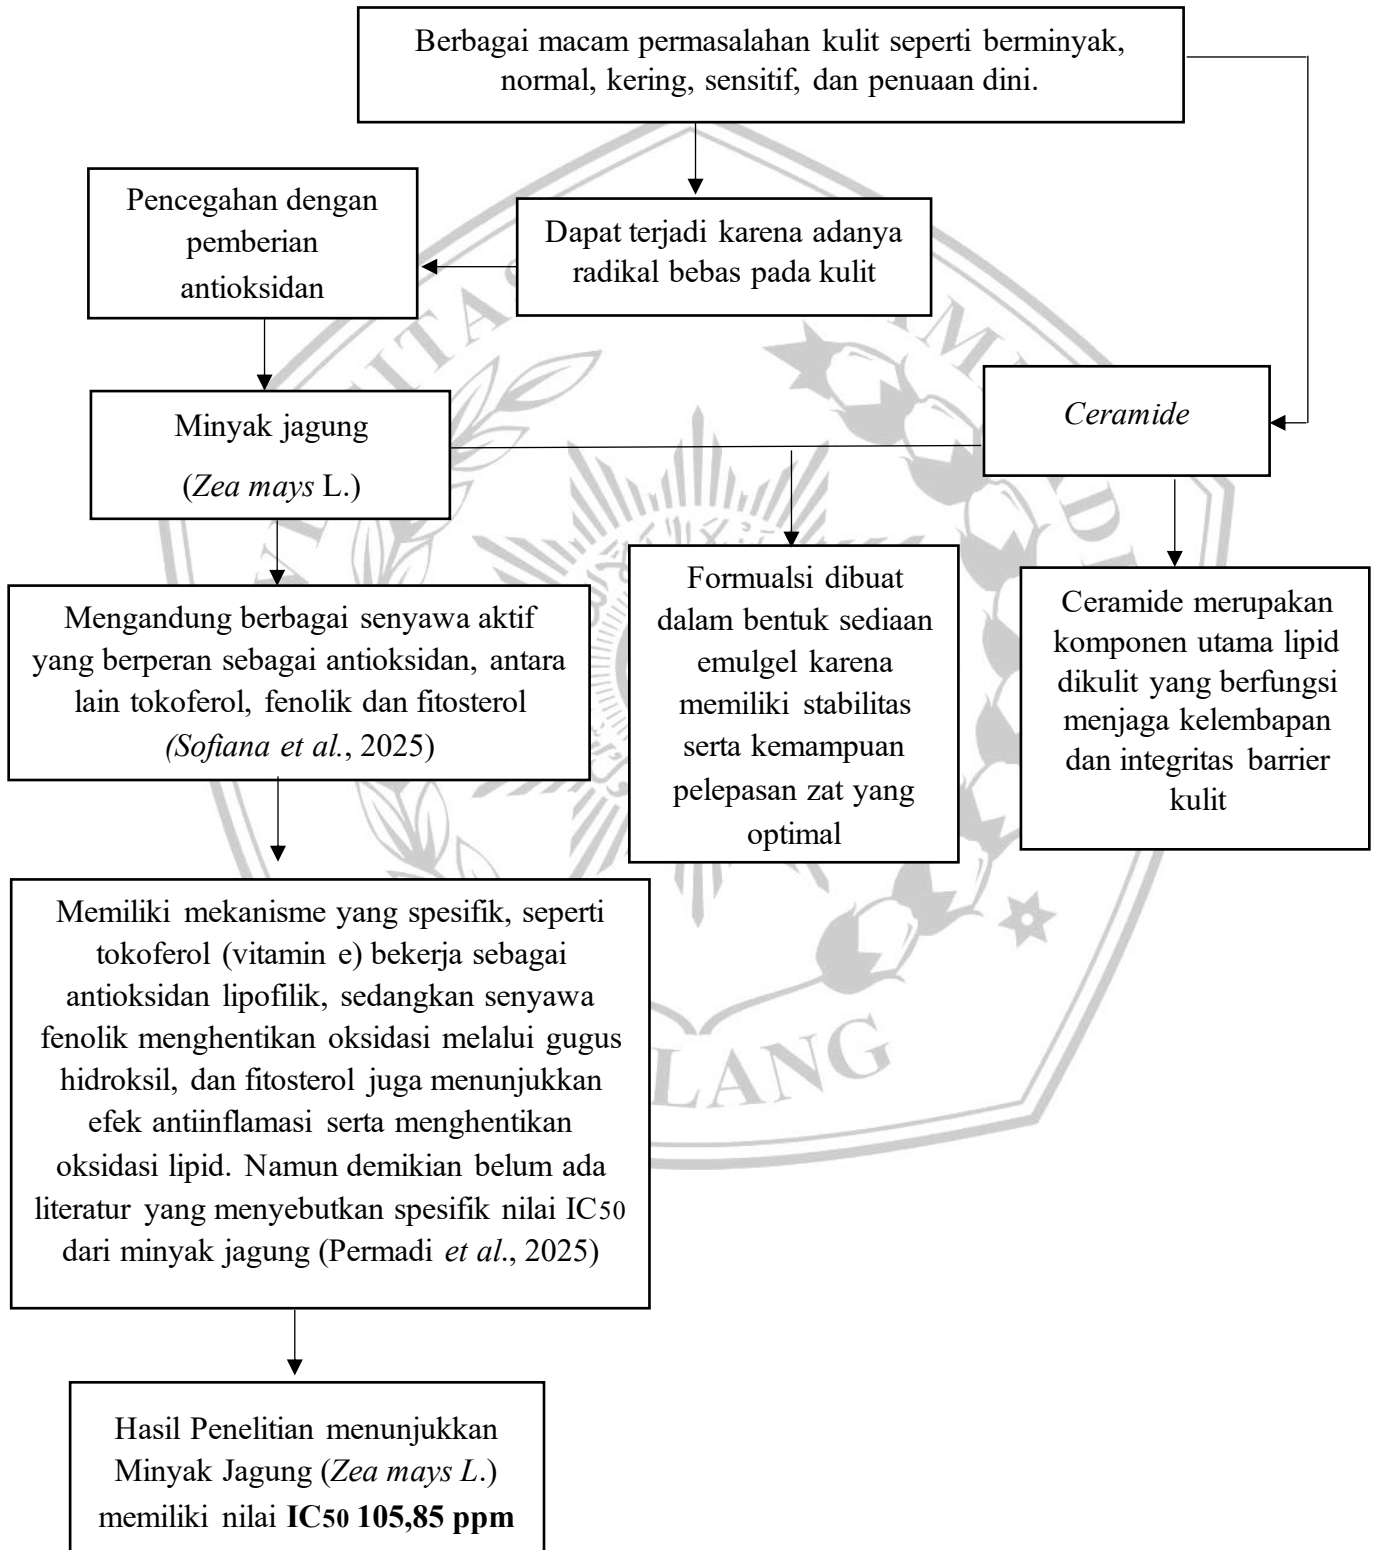 Berbagai macam permasalahan kulit seperti berminyak,
normal, kering, sensitif, dan penuaan dini.
Pencegahan dengan
pemberian
antioksidan
Dapat terjadi karena adanya
radikal bebas pada kulit
Minyak jagung
(Zea mays L.)
Ceramide
Mengandung berbagai senyawa aktif
yang berperan sebagai antioksidan, antara
lain tokoferol, fenolik dan fitosterol
(Sofiana et al., 2025)
Formualsi dibuat
dalam bentuk sediaan
emulgel karena
memiliki stabilitas
serta kemampuan
pelepasan zat yang
optimal
Ceramide merupakan
komponen utama lipid
dikulit yang berfungsi
menjaga kelembapan
dan integritas barrier
kulit
Memiliki mekanisme yang spesifik, seperti
tokoferol (vitamin e) bekerja sebagai
antioksidan lipofilik, sedangkan senyawa
fenolik menghentikan oksidasi melalui gugus
hidroksil, dan fitosterol juga menunjukkan
efek antiinflamasi serta menghentikan
oksidasi lipid. Namun demikian belum ada
literatur yang menyebutkan spesifik nilai IC50
dari minyak jagung (Permadi et al., 2025)
Hasil Penelitian menunjukkan
Minyak Jagung (Zea mays L.)
memiliki nilai IC50 105,85 ppm